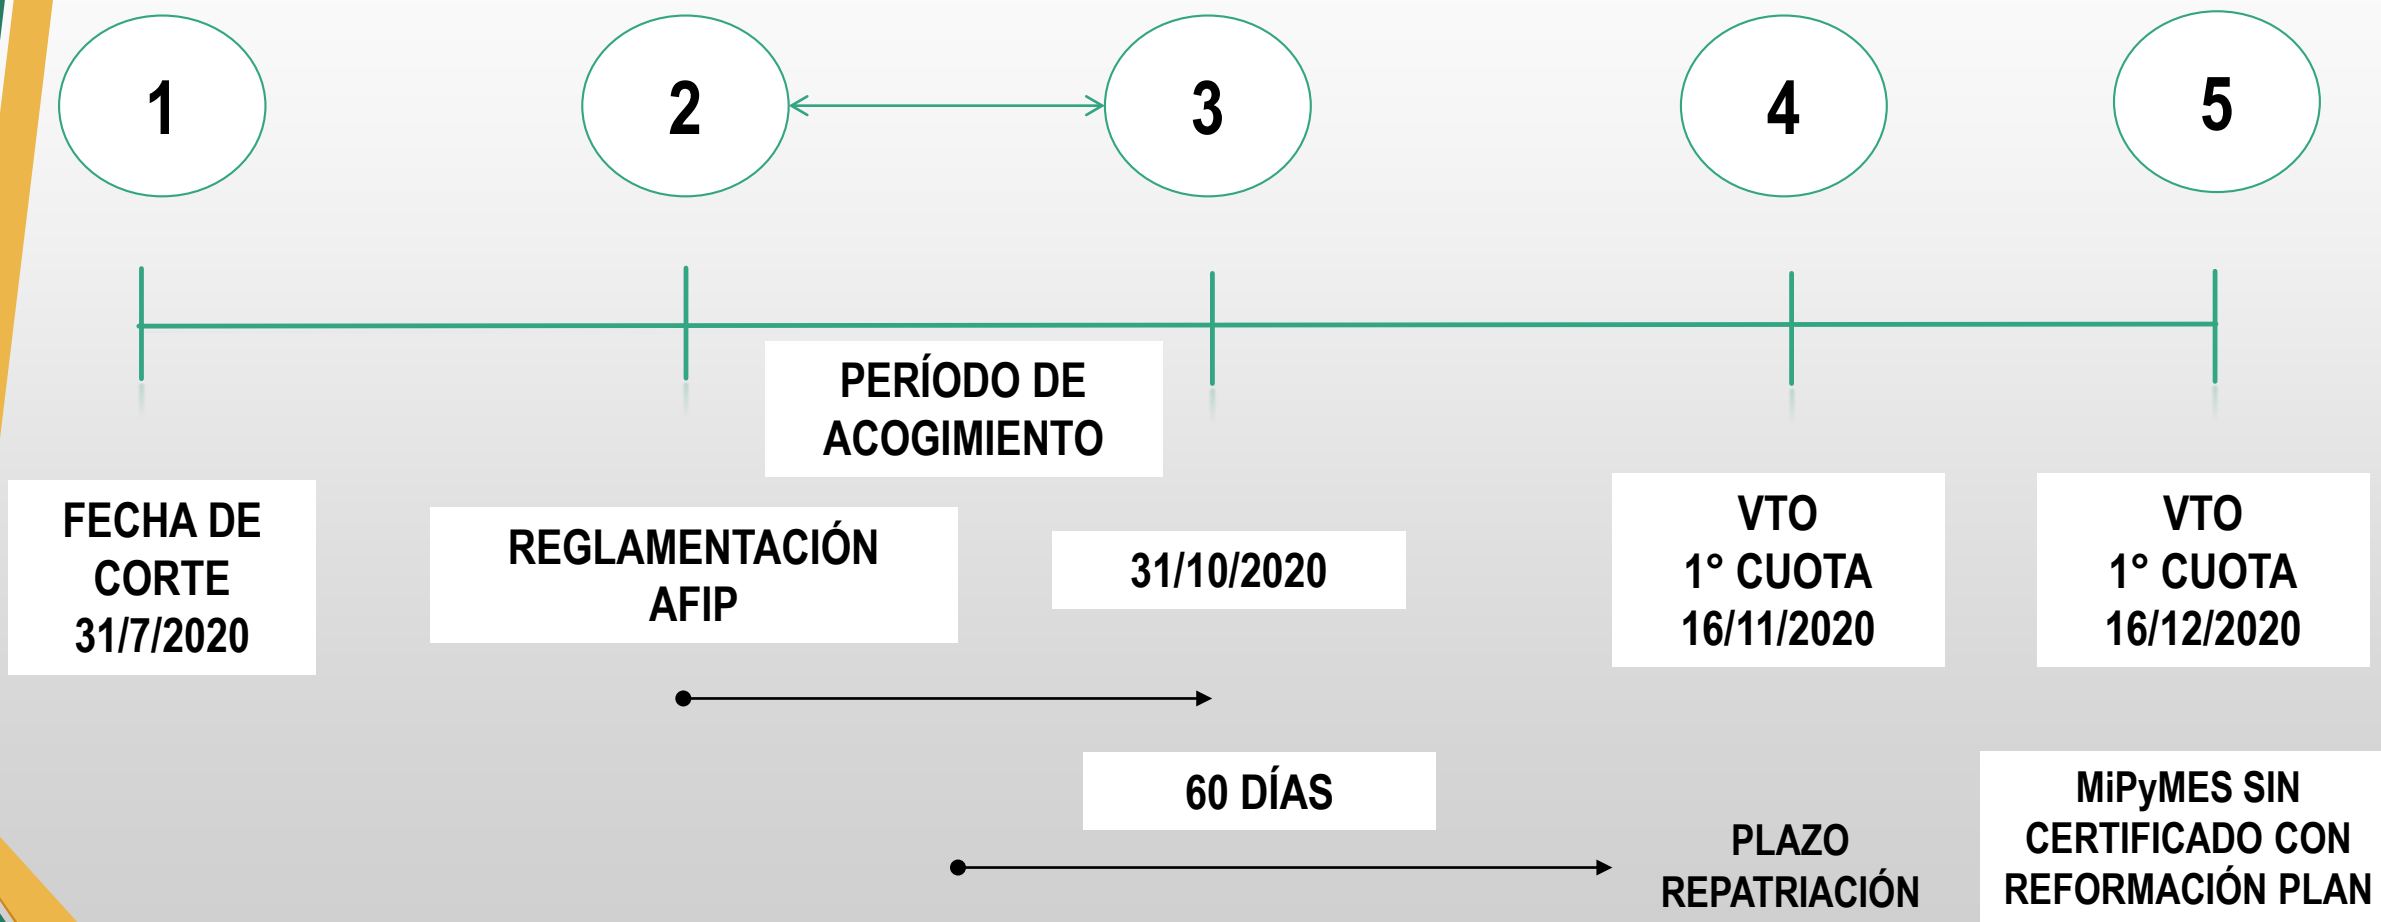 1
2
3
4
5
PERÍODO DE
ACOGIMIENTO
FECHA DE
CORTE
31/7/2020
REGLAMENTACIÓN
AFIP
31/10/2020
VTO
1° CUOTA
16/11/2020
VTO
1° CUOTA
16/12/2020
60 DÍAS
PLAZO
REPATRIACIÓN
MiPyMES SIN
CERTIFICADO CON
REFORMACIÓN PLAN